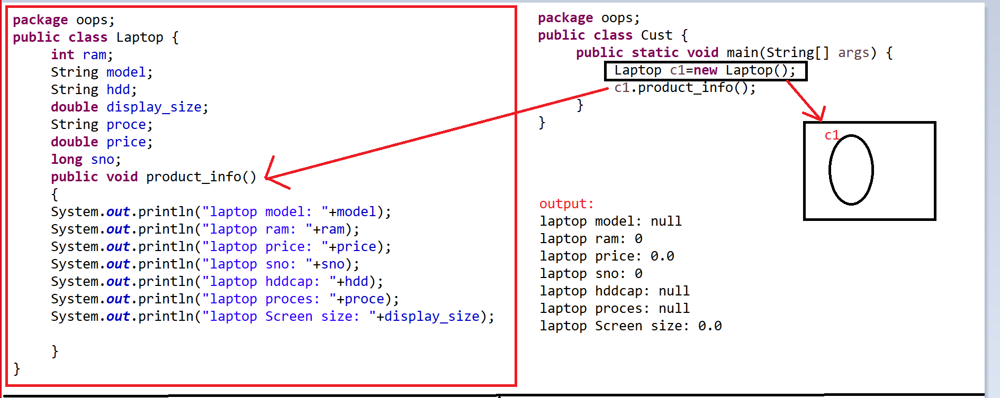 package oops;
public class Laptop {
int ram;
String model;
String hdd;
double display_size;
String proce;
double price;
long sno;
public void product_info()
{
System.out.println("laptop model: "+model);
System.out.println("laptop ram: "+ram);
System.out.println("laptop price: "+price);
System.out.println("laptop sno: "+sno);
System.out.println("laptop hddcap: "+hdd);
System.out.println("laptop proces: "+proce);
System.out.println("laptop Screen size: "+display_size);
}
}
package oops;
public class Cust {
public static void main(String[] args) {
Laptop c1=new Laptop();
c1.product_info();
}
}
c1
output:
laptop model: null
laptop ram: 0
laptop price: 0.0
laptop sno: 0
laptop hddcap: null
laptop proces: null
laptop Screen size: 0.0